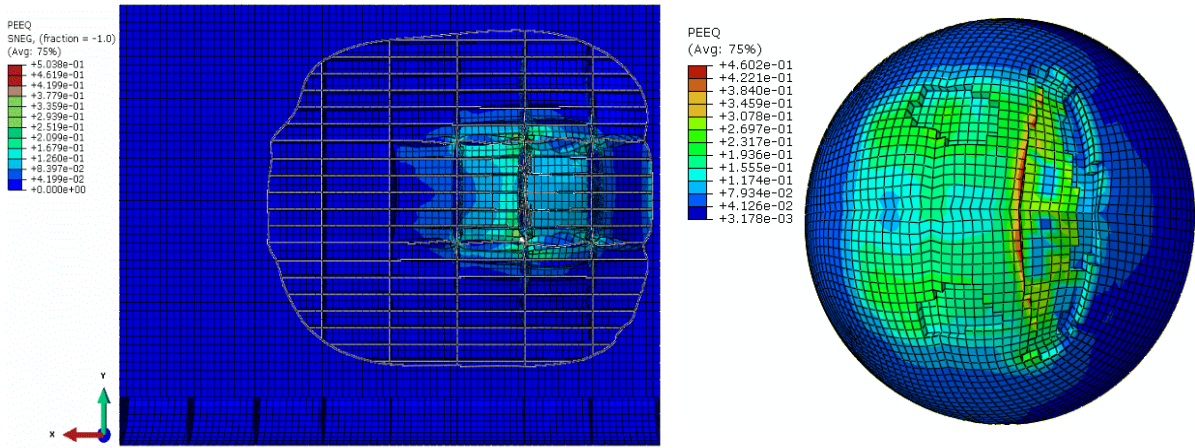 PEEQ
SNEG, (fraction = -1.0)
(Avg: 75%)
+5.038e-01
+4.619e-01
+4.199e-01
+3.779e-01
+3.359e-01
+2.939e-01
+2.519e-01
+2.099e-01
+1.679e-01
+1.260e-01
+8.397e-02
+4.199e-02
+0.000e+00
Y
X
PEEQ
(Avg: 75%)
+4.602e-01
+4.221e-01
+3.840e-01
+3.459e-01
+3.078e-01
+2.697e-01
+2.317e-01
+1.936e-01
+1.555e-01
+1.174e-01
+7.934e-02
+4.126e-02
+3.178e-03